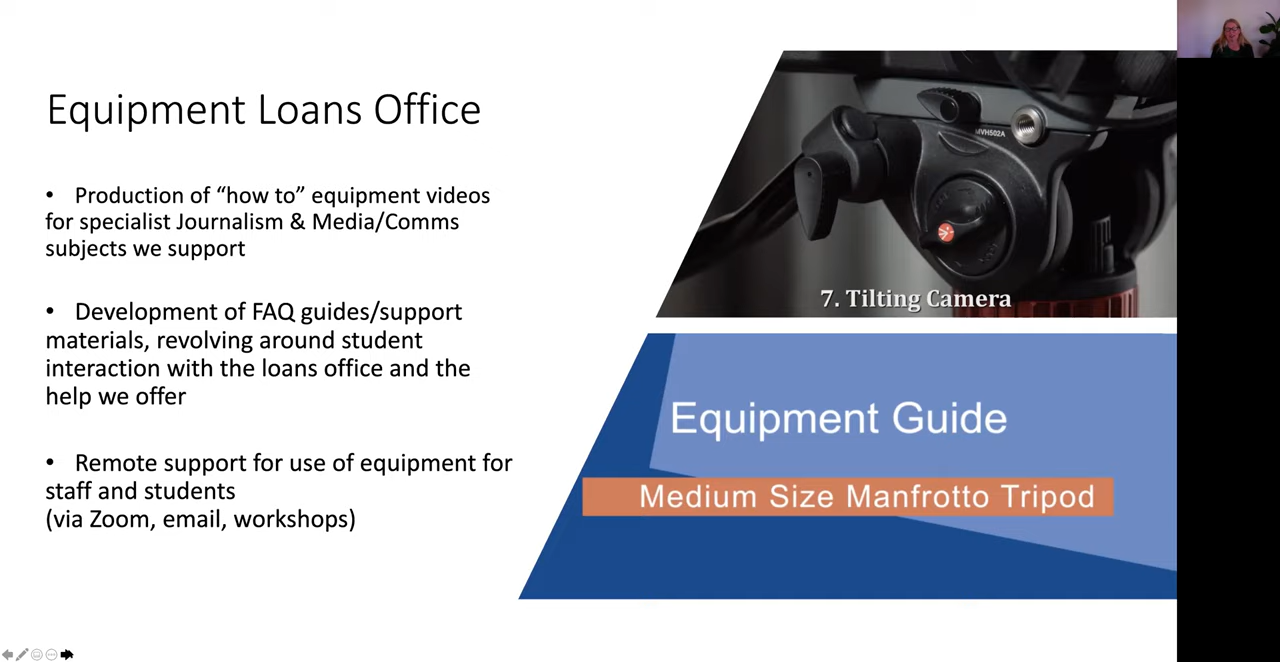 Equipment Loans Office
• Production of “how to” equipment videos
for specialist Journalism & Media/Comms
subjects we support
• Development of FAQ guides/support
materials, revolving around student
interaction with the loans office and the
help we offer
• Remote support for use of equipment for
staff and students
(via Zoom, email, workshops)
MVH502A
7. Tilting Camera
Equipment Guide
Medium Size Manfrotto Tripod